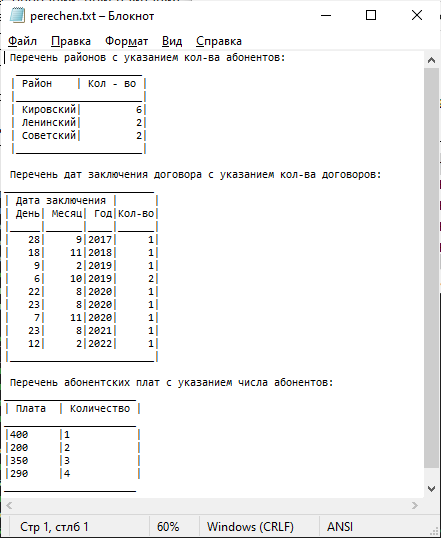 perechen.txt – Блокнот
Файл Правка Формат Вид Справка
Перечень районов с указанием кол-ва абонентов:
| Район | Кол - во |
| Кировский| 6|
| Ленинский| 2|
| Советский| 2|
Перечень дат заключения договора с указанием кол-ва договоров:
| Дата заключения | |
| День| Месяц| Год|Кол-во|
| 28| 9|2017| 1|
| 18| 11|2018| 1|
| 9| 2|2019| 1|
| 6| 10|2019| 2|
| 22| 8|2020| 1|
| 23| 8|2020| 1|
| 7| 11|2020| 1|
| 23| 8|2021| 1|
| 12| 2|2022| 1|
Перечень абонентских плат с указанием числа абонентов:
| Плата | Количество |
|400 |1 |
|200 |2 |
|350 |3 |
|290 |4 |
Стр 1, стлб 1 60% Windows (CRLF) ANSI